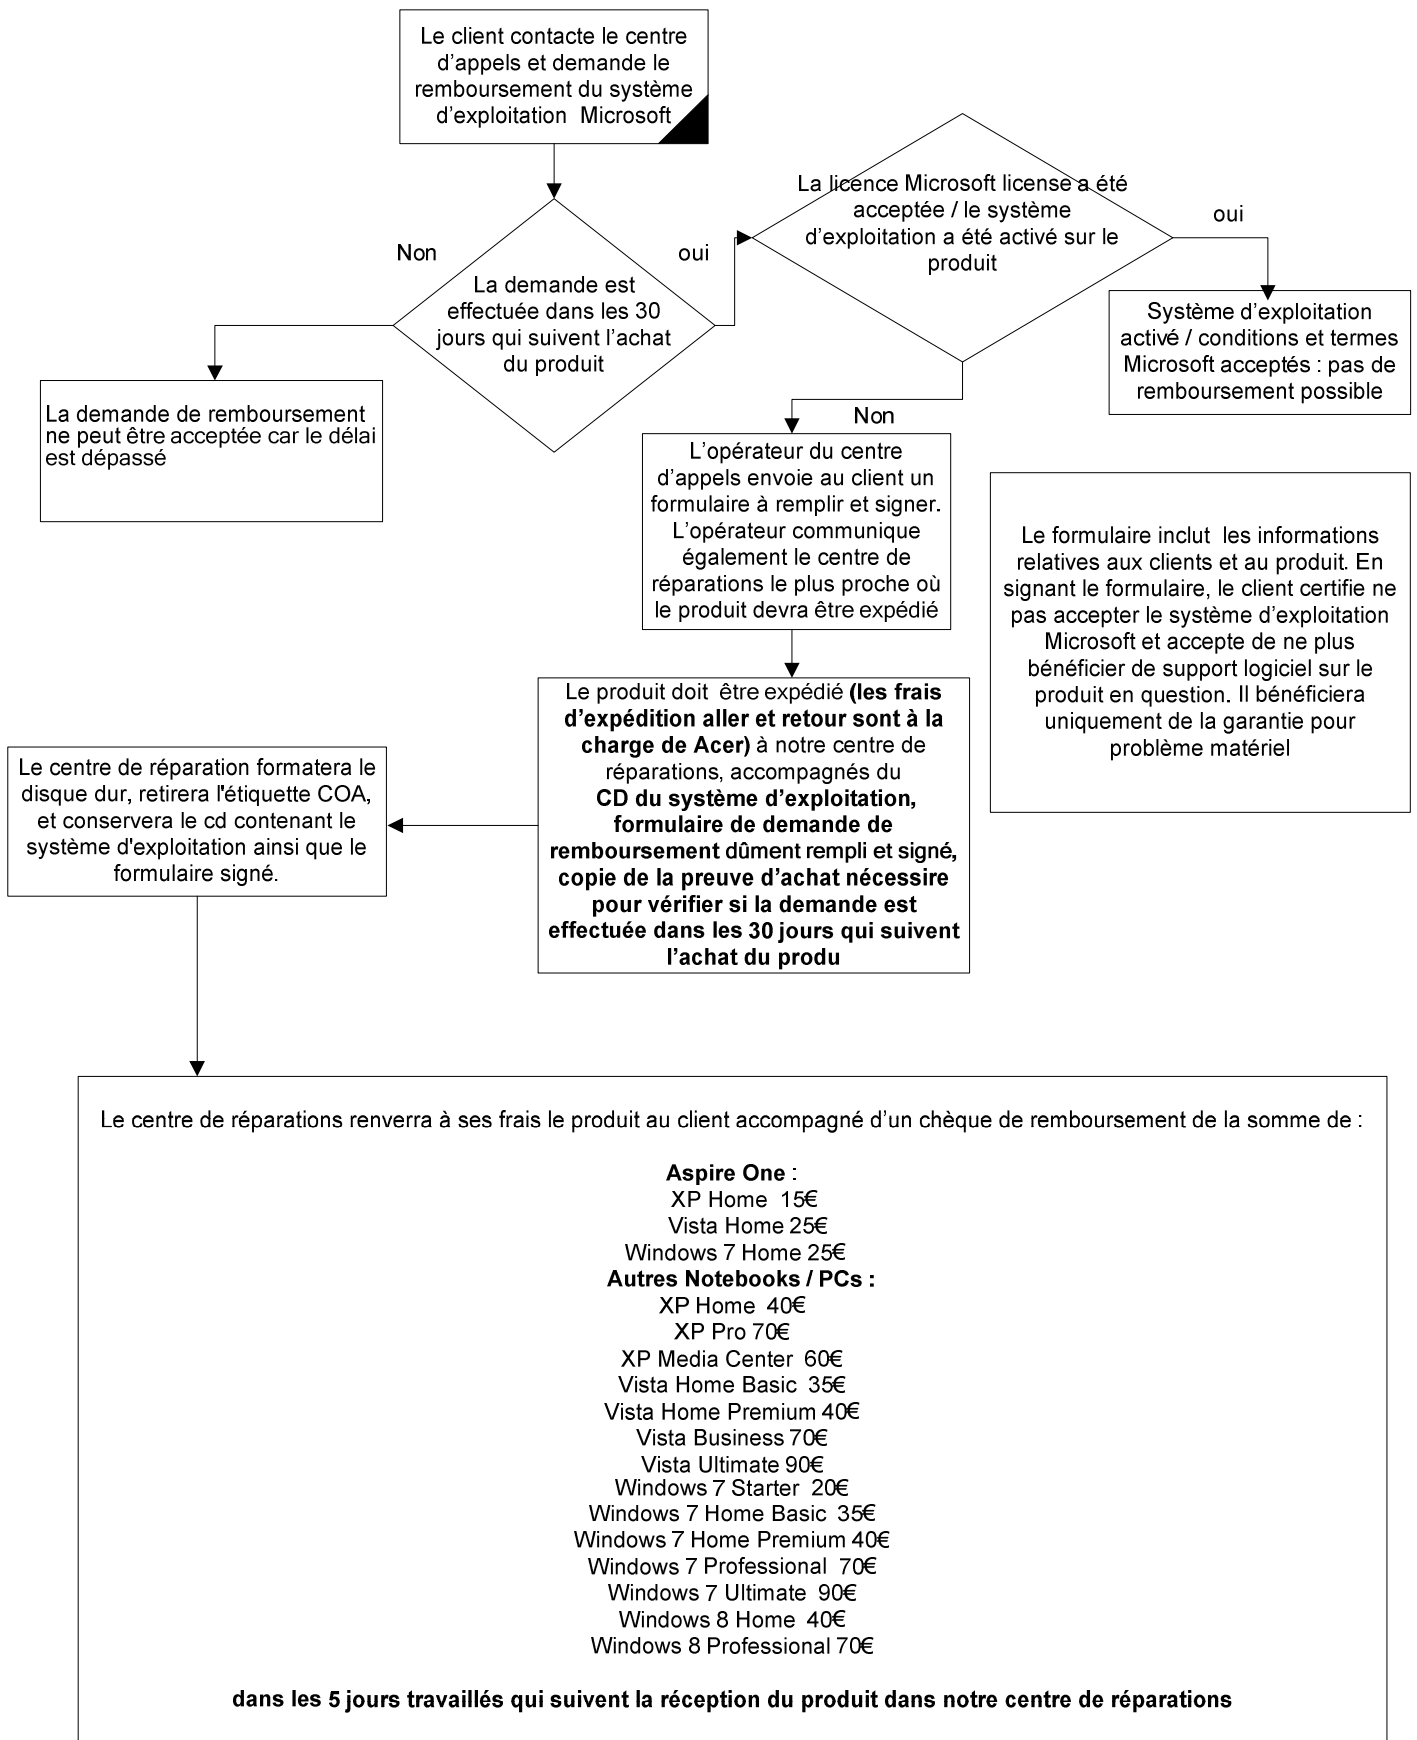 Le client contacte le centre
d'appels et demande le
remboursement du système
d'exploitation Microsoft
La licence Microsoft license a été
acceptée / le système
d'exploitation a été activé sur le
produit
oui
Non
oui
La demande est
effectuée dans les 30
jours qui suivent l'achat
du produit
Système d'exploitation
activé / conditions et termes
Microsoft acceptés : pas de
remboursement possible
La demande de remboursement
ne peut être acceptée car le délai
est dépassé
Non
L'opérateur du centre
d'appels envoie au client un
formulaire à remplir et signer.
L'opérateur communique
également le centre de
réparations le plus proche où
le produit devra être expédié
Le formulaire inclut les informations
relatives aux clients et au produit. En
signant le formulaire, le client certifie ne
pas accepter le système d'exploitation
Microsoft et accepte de ne plus
bénéficier de support logiciel sur le
produit en question. Il bénéficiera
uniquement de la garantie pour
problème matériel
Le produit doit être expédié (les frais
d'expédition aller et retour sont à la
charge de Acer) à notre centre de
réparations, accompagnés du
CD du système d'exploitation,
formulaire de demande de
remboursement dûment rempli et signé,
copie de la preuve d'achat nécessire
pour vérifier si la demande est
effectuée dans les 30 jours qui suivent
l'achat du produ
Le centre de réparation formatera le
disque dur, retirera l'étiquette COA,
et conservera le cd contenant le
système d'exploitation ainsi que le
formulaire signé.
Le centre de réparations renverra à ses frais le produit au client accompagné d'un chèque de remboursement de la somme de :
Aspire One :
XP Home 15€
Vista Home 25€
Windows 7 Home 25€
Autres Notebooks / PCs :
XP Home 40€
XP Pro 70€
XP Media Center 60€
Vista Home Basic 35€
Vista Home Premium 40€
Vista Business 70€
Vista Ultimate 90€
Windows 7 Starter 20€
Windows 7 Home Basic 35€
Windows 7 Home Premium 40€
Windows 7 Professional 70€
Windows 7 Ultimate 90€
Windows 8 Home 40€
Windows 8 Professional 70€
dans les 5 jours travaillés qui suivent la réception du produit dans notre centre de réparations